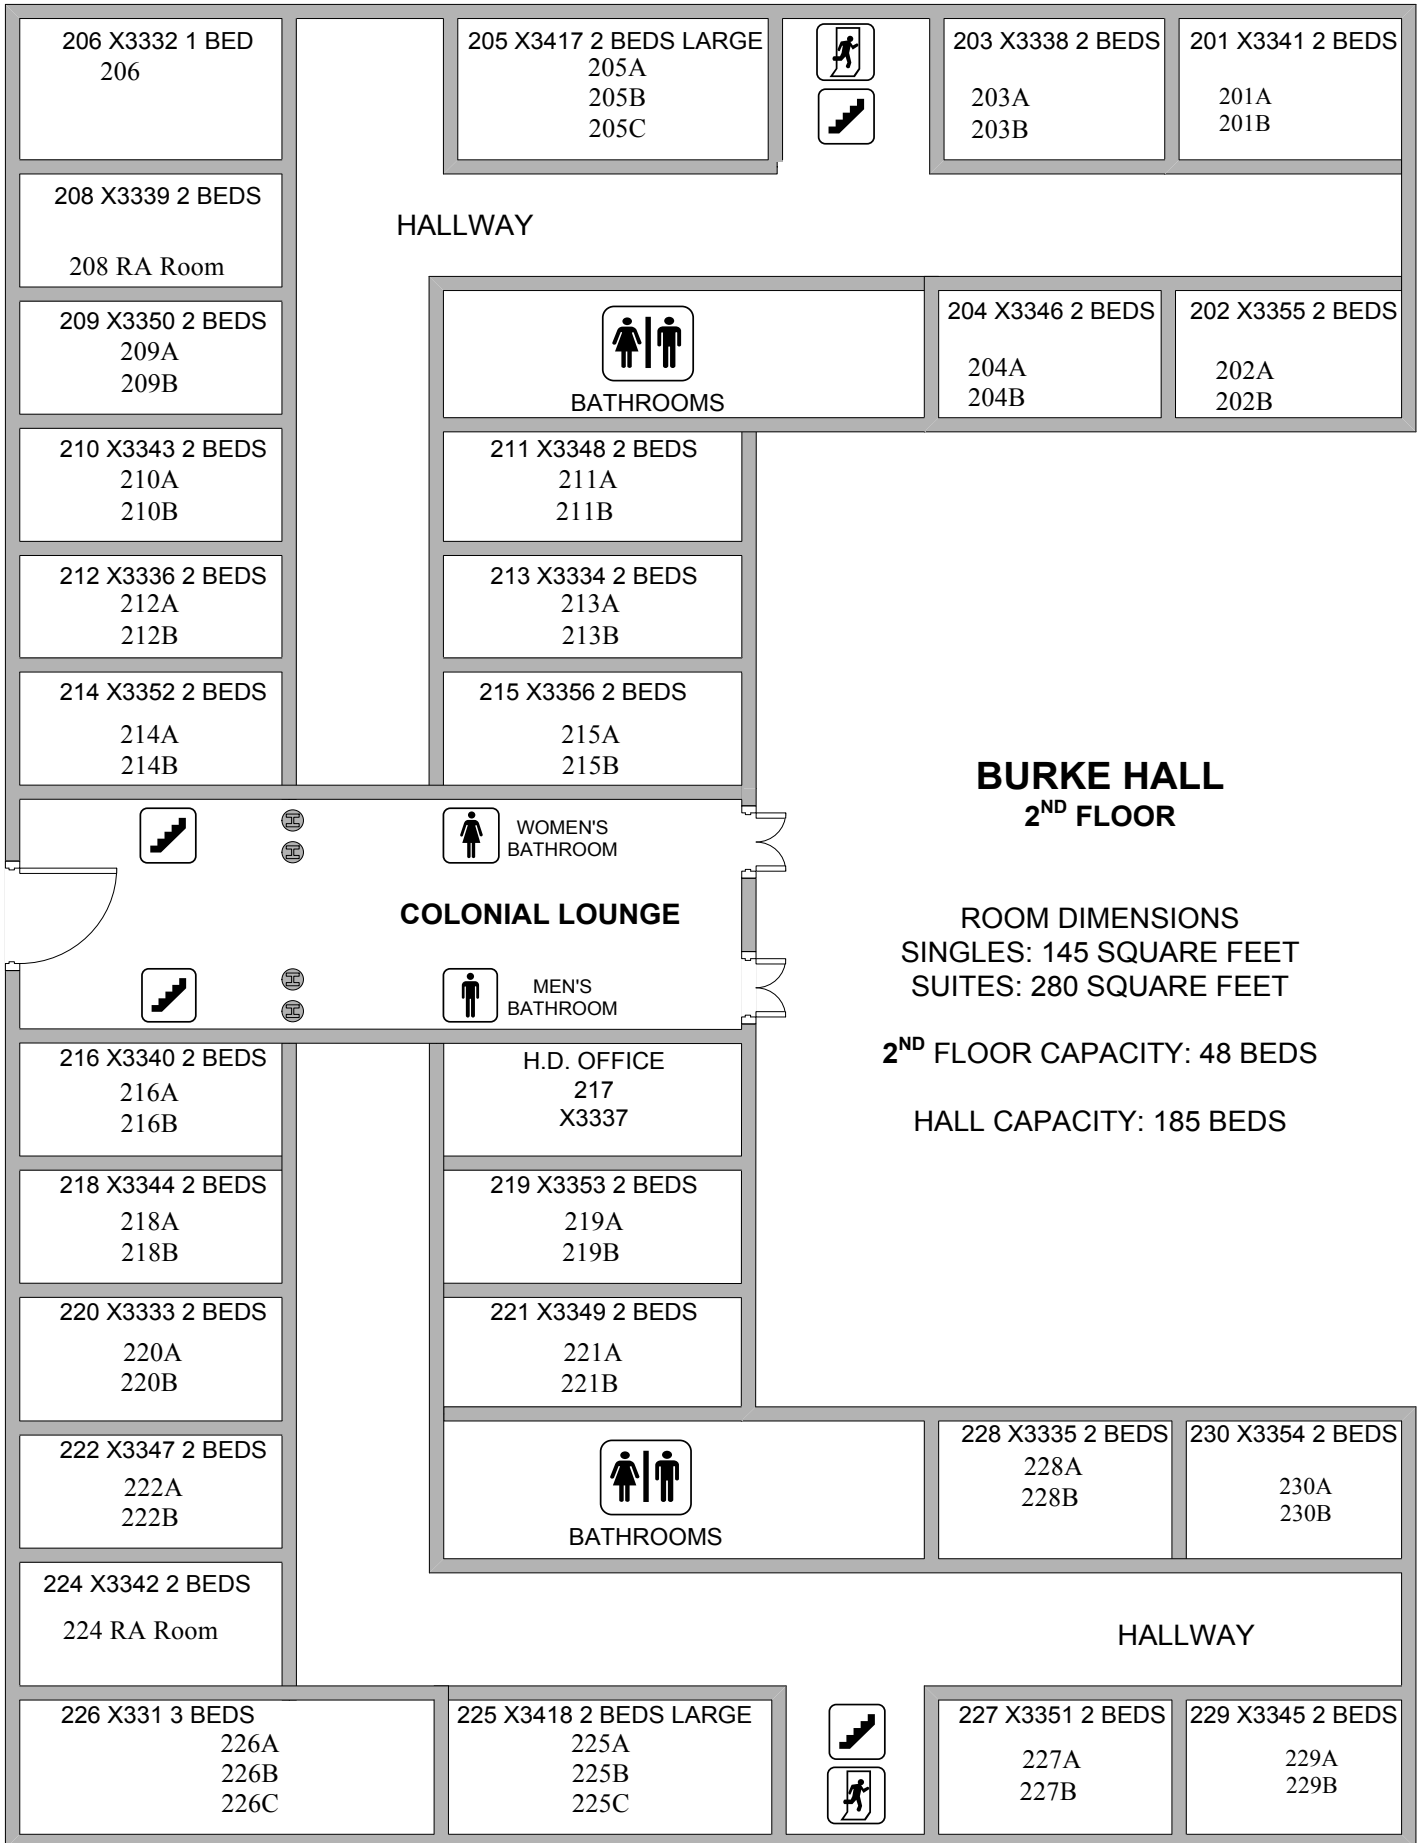 206 X3332 1 BED
206
205 X3417 2 BEDS LARGE
205A
205B
205C
203 X3338 2 BEDS
203A
203B
201 X3341 2 BEDS
201A
201B
208 X3339 2 BEDS
208 RA Room
HALLWAY
209 X3350 2 BEDS
209A
209B
BATHROOMS
204 X3346 2 BEDS
204A
204B
202 X3355 2 BEDS
202A
202B
210 X3343 2 BEDS
210A
210B
211 X3348 2 BEDS
211A
211B
212 X3336 2 BEDS
212A
212B
213 X3334 2 BEDS
213A
213B
214 X3352 2 BEDS
214A
214B
215 X3356 2 BEDS
215A
215B
BURKE HALL
2ND FLOOR
WOMEN'S
BATHROOM
COLONIAL LOUNGE
MEN'S
BATHROOM
ROOM DIMENSIONS
SINGLES: 145 SQUARE FEET
SUITES: 280 SQUARE FEET
2ND FLOOR CAPACITY: 48 BEDS
HALL CAPACITY: 185 BEDS
216 X3340 2 BEDS
216A
216B
H.D. OFFICE
217
X3337
218 X3344 2 BEDS
218A
218B
219 X3353 2 BEDS
219A
219B
220 X3333 2 BEDS
220A
220B
221 X3349 2 BEDS
221A
221B
222 X3347 2 BEDS
222A
222B
BATHROOMS
228 X3335 2 BEDS
228A
228B
230 X3354 2 BEDS
230A
230B
224 X3342 2 BEDS
224 RA Room
HALLWAY
226 X331 3 BEDS
226A
226B
226C
225 X3418 2 BEDS LARGE
225A
225B
225C
227 X3351 2 BEDS
227A
227B
229 X3345 2 BEDS
229A
229B